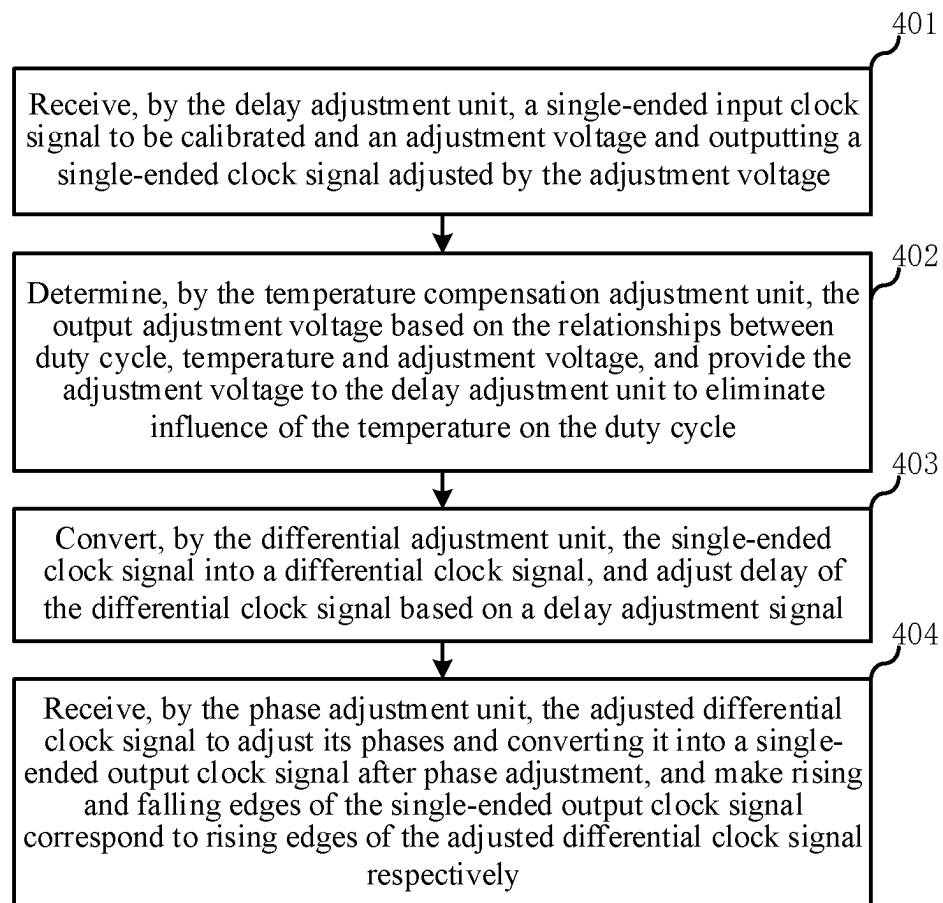 401
Receive, by the delay adjustment unit, a single-ended input clock
signal to be calibrated and an adjustment voltage and outputting a
single-ended clock signal adjusted by the adjustment voltage
402
Determine, by the temperature compensation adjustment unit, the
output adjustment voltage based on the relationships between
duty cycle, temperature and adjustment voltage, and provide the
adjustment voltage to the delay adjustment unit to eliminate
influence of the temperature on the duty cycle
403
Convert, by the differential adjustment unit, the single-ended
clock signal into a differential clock signal, and adjust delay of
the differential clock signal based on a delay adjustment signal
404
Receive, by the phase adjustment unit, the adjusted differential
clock signal to adjust its phases and converting it into a single-
ended output clock signal after phase adjustment, and make rising
and falling edges of the single-ended output clock signal
correspond to rising edges of the adjusted differential clock signal
respectively